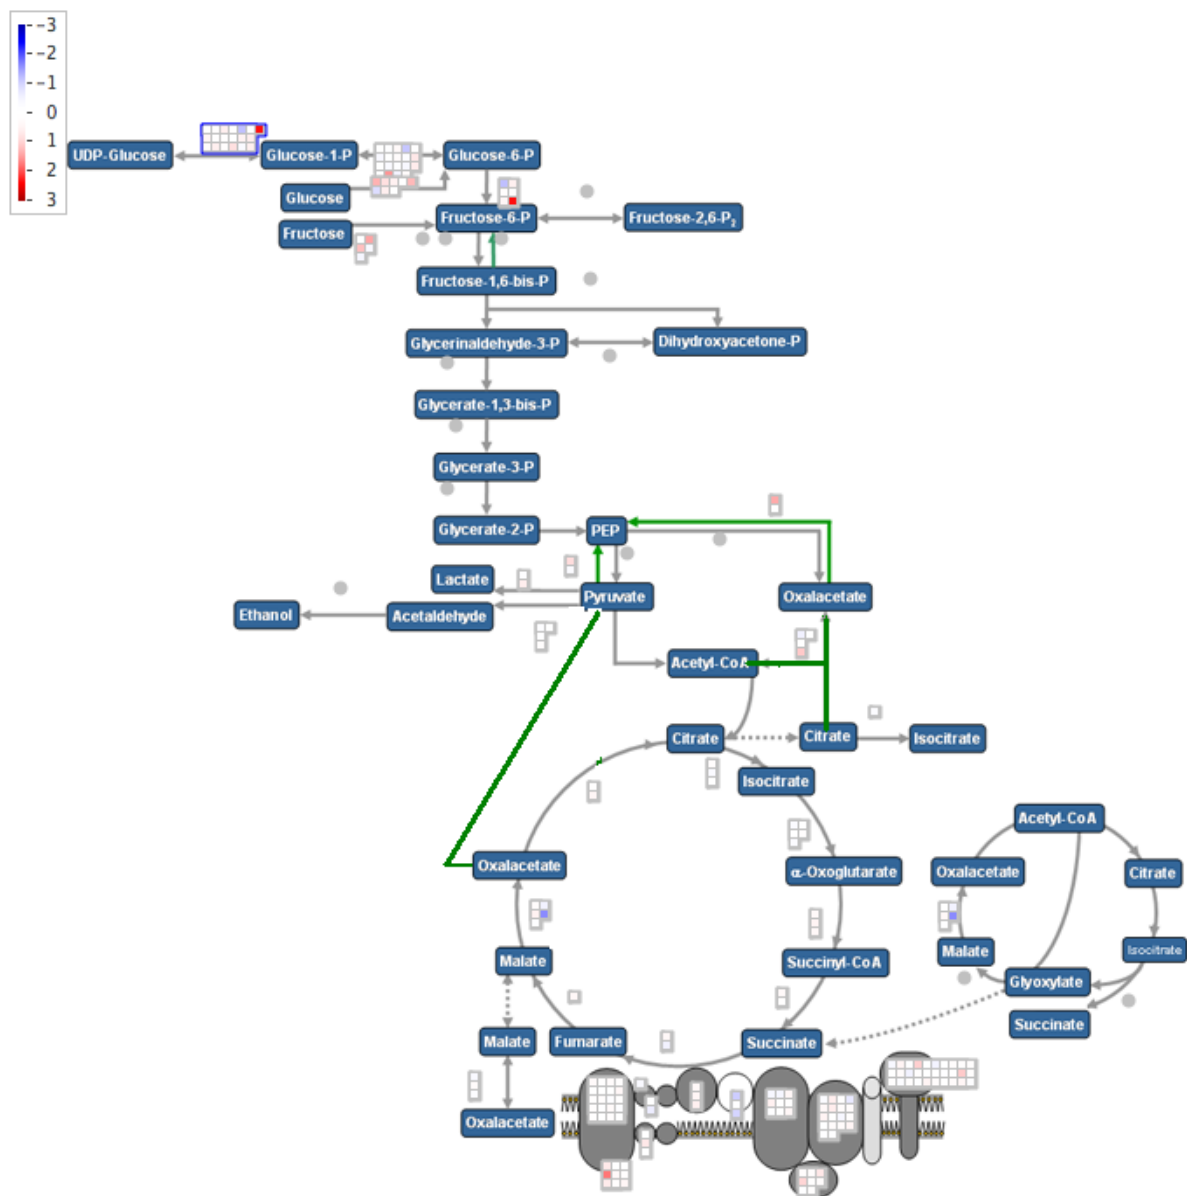 -3
-2
-1
0
1
2
3
UDP-Glucose
Glucose-1-P
Glucose-6-P
Glucose
Fructose-6-P
Fructose-2,6-P2
Fructose
Fructose-1,6-bis-P
Glycerinaldehyde-3-P
Dihydroxyacetone-P
Glycerate-1,3-bis-P
Glycerate-3-P
Glycerate-2-P
PEP
Lactate
Pyruvate
Oxalacetate
Ethanol
Acetaldehyde
Acetyl-CoA
Citrate
Citrate
Isocitrate
Isocitrate
Acetyl-CoA
Oxalacetate
α-Oxoglutarate
Oxalacetate
Citrate
Malate
Succinyl-CoA
Malate
Isocitrate
Glyoxylate
Succinate
Malate
Fumarate
Succinate
Oxalacetate